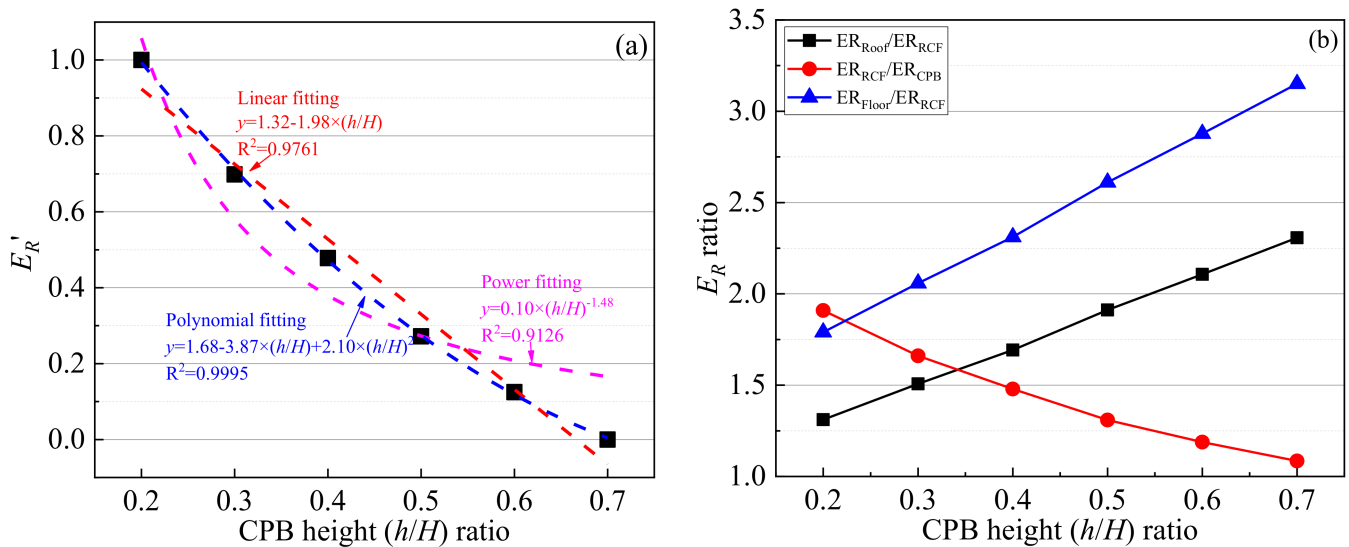 (a)
1.0
0.8
0.6
0.4
0.2
0.0
E_R'
Linear fitting
y=1.32-1.98×(h/H)
R²=0.9761
Power fitting
y=0.10×(h/H)^-1.48
R²=0.9126
Polynomial fitting
y=1.68-3.87×(h/H)+2.10×(h/H)²
R²=0.9995
0.2 0.3 0.4 0.5 0.6 0.7
CPB height (h/H) ratio
(b)
ER_Roof/ER_RCF
ER_RCF/ER_CPB
ER_Floor/ER_RCF
3.5
3.0
2.5
2.0
1.5
1.0
E_R ratio
0.2 0.3 0.4 0.5 0.6 0.7
CPB height (h/H) ratio